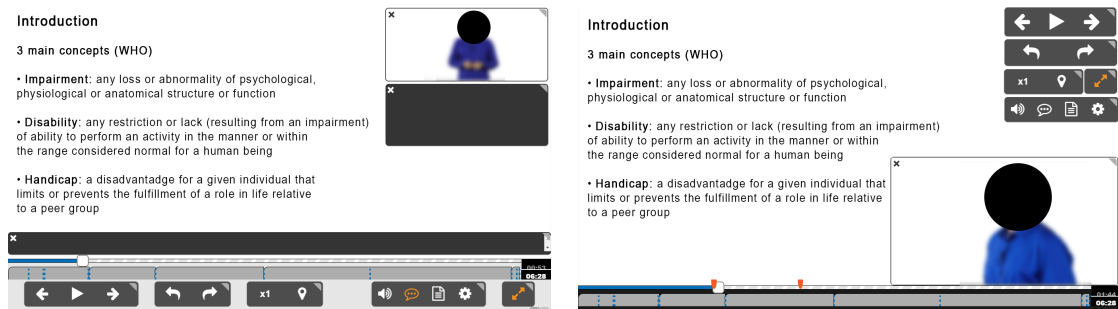 Introduction
3 main concepts (WHO)
• Impairment: any loss or abnormality of psychological,
physiological or anatomical structure or function
• Disability: any restriction or lack (resulting from an impairment)
of ability to perform an activity in the manner or within
the range considered normal for a human being
• Handicap: a disadvantadge for a given individual that
limits or prevents the fulfillment of a role in life relative
to a peer group
00:53
06:28
x1
Introduction
3 main concepts (WHO)
• Impairment: any loss or abnormality of psychological,
physiological or anatomical structure or function
• Disability: any restriction or lack (resulting from an impairment)
of ability to perform an activity in the manner or within
the range considered normal for a human being
• Handicap: a disadvantadge for a given individual that
limits or prevents the fulfillment of a role in life relative
to a peer group
x1
01:44
06:28